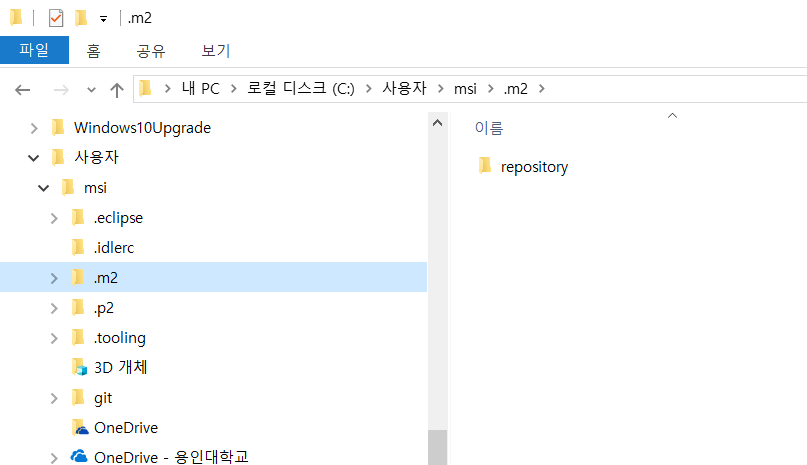 .m2
파일 홈 공유 보기
내 PC 로컬 디스크 (C:) 사용자 msi .m2
Windows10Upgrade
사용자
msi
.eclipse
.idlerc
.m2
.p2
.tooling
3D 개체
git
OneDrive
OneDrive - 용인대학교
이름
repository